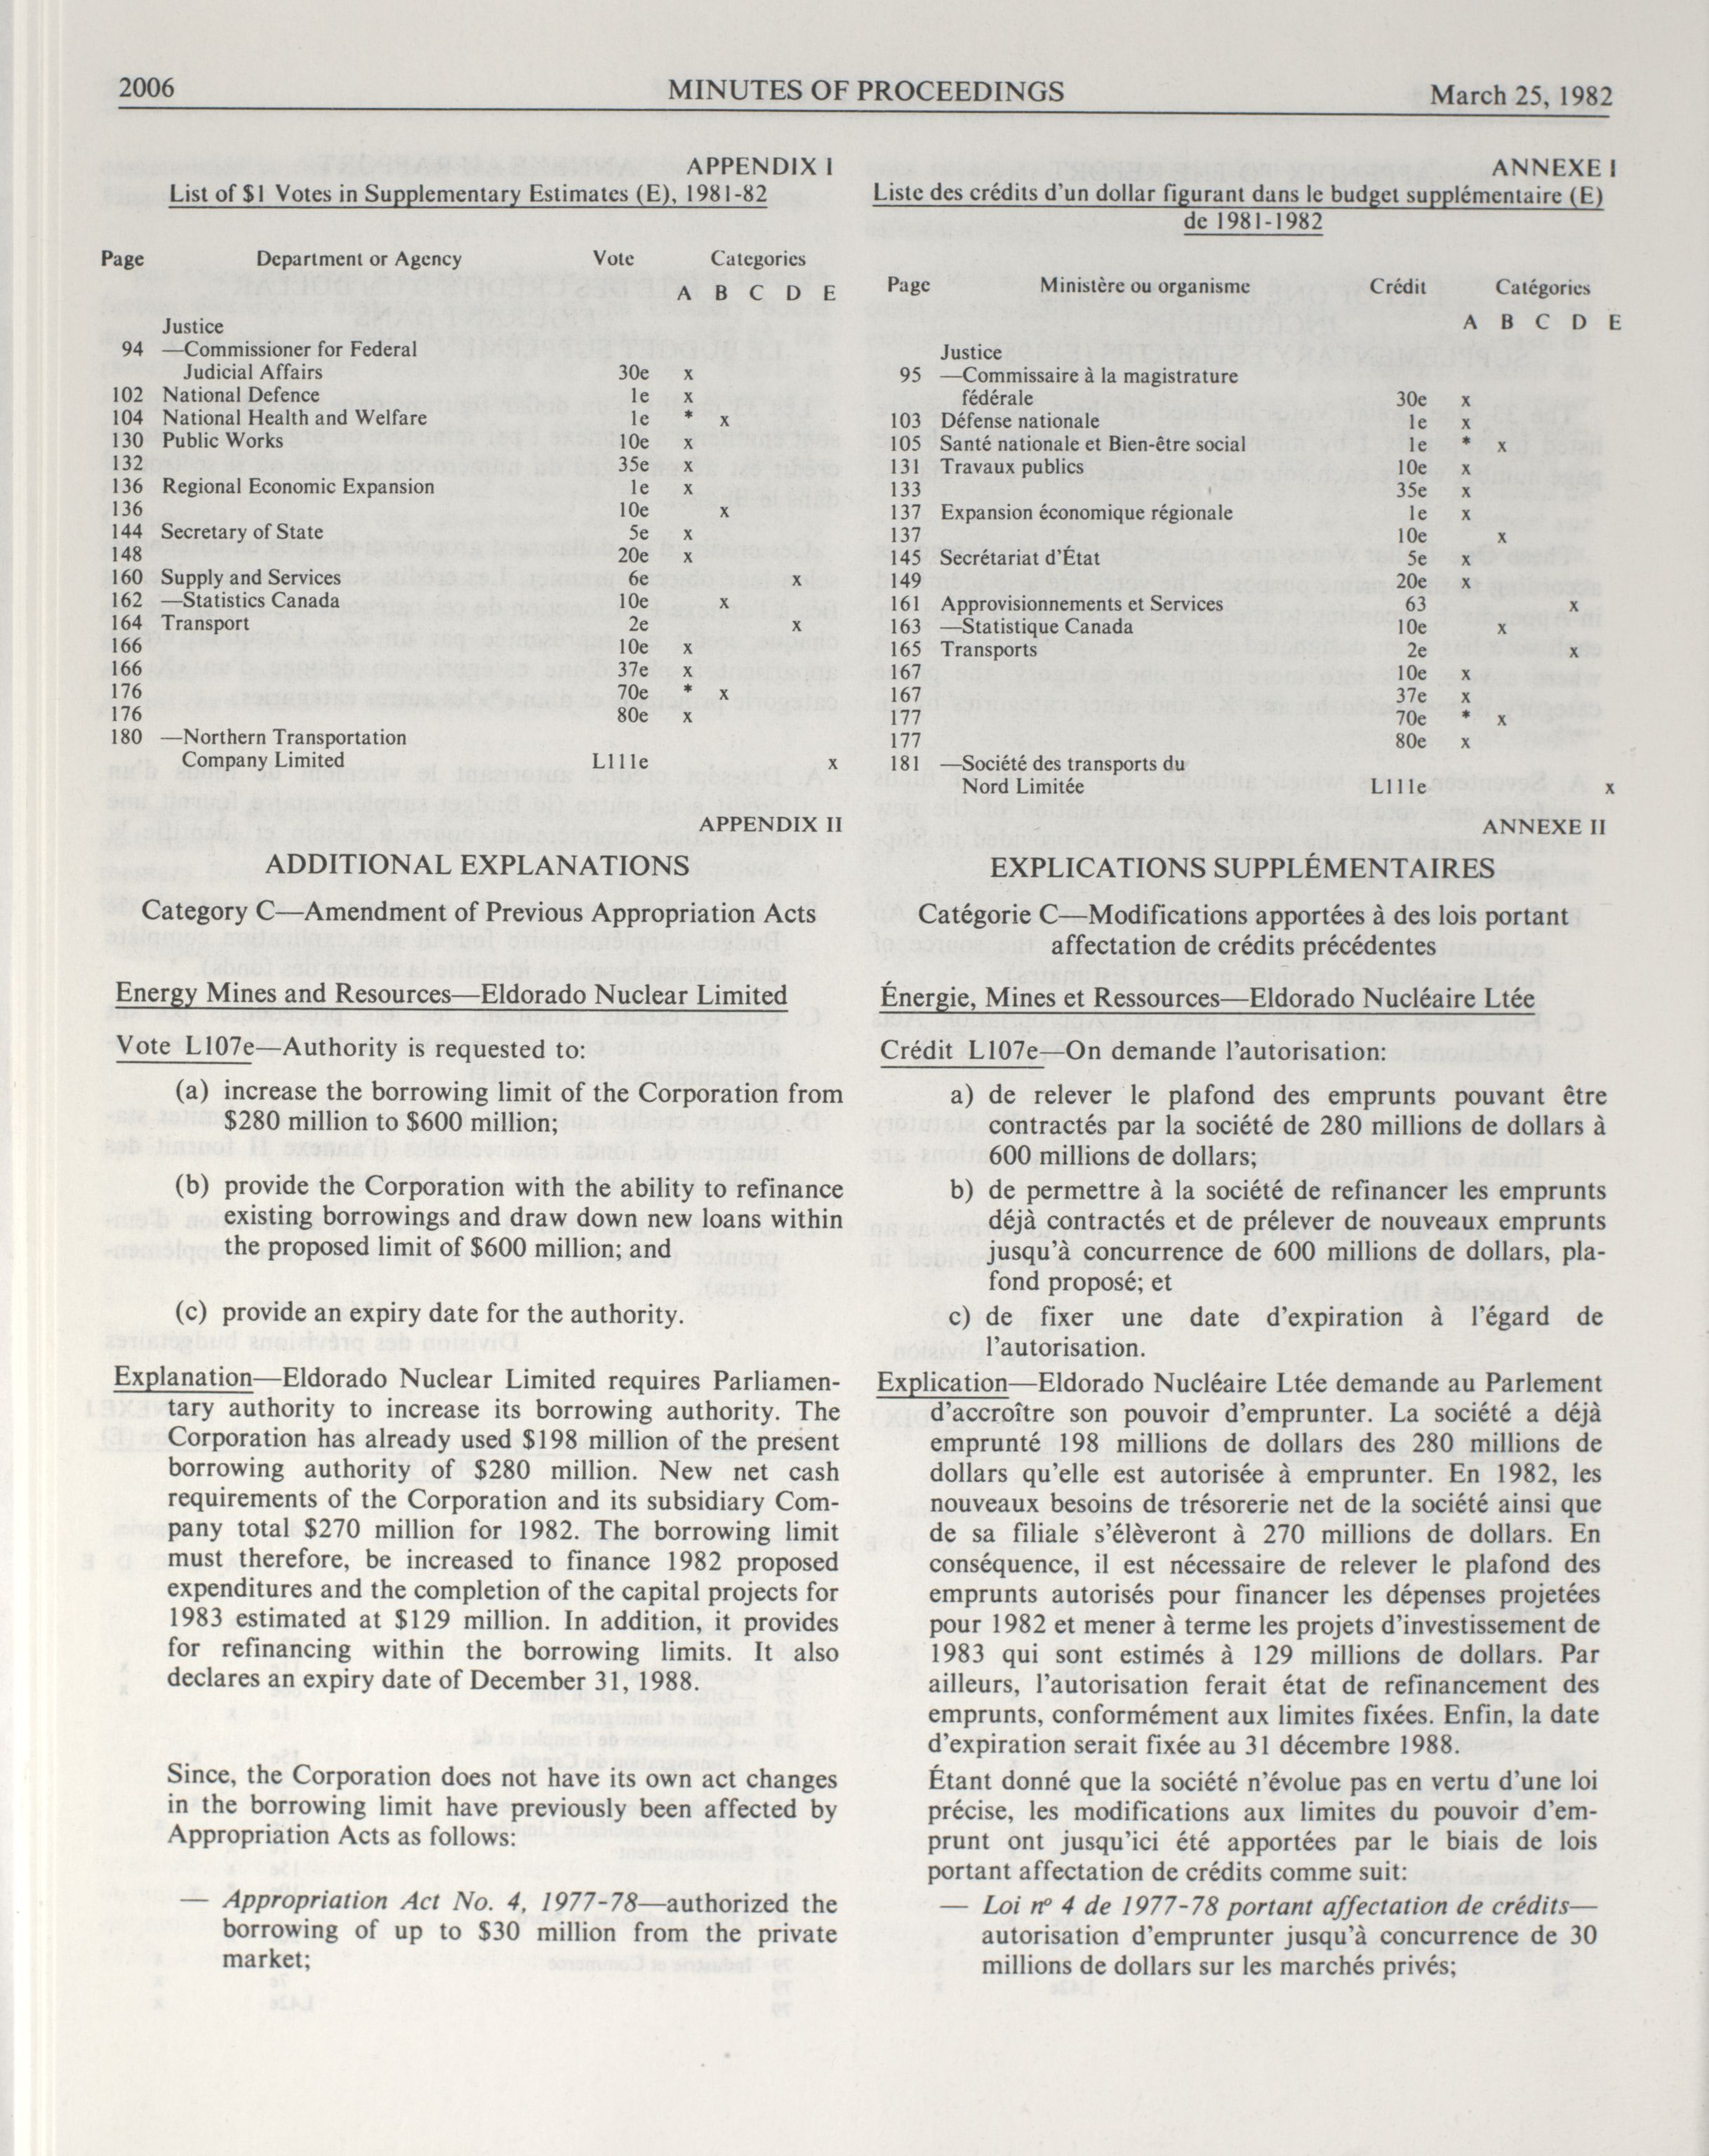 2006
MINUTES OF PROCEEDINGS
March 25, 1982
APPENDIX I
List of $1 Votes in Supplementary Estimates (E), 1981-82
Page Department or Agency Vote Categories
A B C D E
Justice
94 —Commissioner for Federal
Judicial Affairs 30e x
102 National Defence 1e x
104 National Health and Welfare 1e * x
130 Public Works 10e x
132 35e x
136 Regional Economic Expansion 1e x
136 10e x
144 Secretary of State 5e x
148 20e x
160 Supply and Services 6e x
162 —Statistics Canada 10e x
164 Transport 2e x
166 10e x
166 37e x
176 70e * x
176 80e x
180 —Northern Transportation
Company Limited L111e x
APPENDIX II
ADDITIONAL EXPLANATIONS
Category C—Amendment of Previous Appropriation Acts
Energy Mines and Resources—Eldorado Nuclear Limited
Vote L107e—Authority is requested to:
(a) increase the borrowing limit of the Corporation from
$280 million to $600 million;
(b) provide the Corporation with the ability to refinance
existing borrowings and draw down new loans within
the proposed limit of $600 million; and
(c) provide an expiry date for the authority.
Explanation—Eldorado Nuclear Limited requires Parliamen-
tary authority to increase its borrowing authority. The
Corporation has already used $198 million of the present
borrowing authority of $280 million. New net cash
requirements of the Corporation and its subsidiary Com-
pany total $270 million for 1982. The borrowing limit
must therefore, be increased to finance 1982 proposed
expenditures and the completion of the capital projects for
1983 estimated at $129 million. In addition, it provides
for refinancing within the borrowing limits. It also
declares an expiry date of December 31, 1988.
Since, the Corporation does not have its own act changes
in the borrowing limit have previously been affected by
Appropriation Acts as follows:
— Appropriation Act No. 4, 1977-78—authorized the
borrowing of up to $30 million from the private
market;
ANNEXE I
Liste des crédits d'un dollar figurant dans le budget supplémentaire (E)
de 1981-1982
Page Ministère ou organisme Crédit Catégories
A B C D E
Justice
95 —Commissaire à la magistrature
fédérale 30e x
103 Défense nationale 1e x
105 Santé nationale et Bien-être social 1e * x
131 Travaux publics 10e x
133 35e x
137 Expansion économique régionale 1e x
137 10e x
145 Secrétariat d'État 5e x
149 20e x
161 Approvisionnements et Services 63 x
163 —Statistique Canada 10e x
165 Transports 2e x
167 10e x
167 37e x
177 70e * x
177 80e x
181 —Société des transports du
Nord Limitée L111e x
ANNEXE II
EXPLICATIONS SUPPLÉMENTAIRES
Catégorie C—Modifications apportées à des lois portant
affectation de crédits précédentes
Énergie, Mines et Ressources—Eldorado Nucléaire Ltée
Crédit L107e—On demande l'autorisation:
a) de relever le plafond des emprunts pouvant être
contractés par la société de 280 millions de dollars à
600 millions de dollars;
b) de permettre à la société de refinancer les emprunts
déjà contractés et de prélever de nouveaux emprunts
jusqu'à concurrence de 600 millions de dollars, pla-
fond proposé; et
c) de fixer une date d'expiration à l'égard de
l'autorisation.
Explication—Eldorado Nucléaire Ltée demande au Parlement
d'accroître son pouvoir d'emprunter. La société a déjà
emprunté 198 millions de dollars des 280 millions de
dollars qu'elle est autorisée à emprunter. En 1982, les
nouveaux besoins de trésorerie net de la société ainsi que
de sa filiale s'élèveront à 270 millions de dollars. En
conséquence, il est nécessaire de relever le plafond des
emprunts autorisés pour financer les dépenses projetées
pour 1982 et mener à terme les projets d'investissement de
1983 qui sont estimés à 129 millions de dollars. Par
ailleurs, l'autorisation ferait état de refinancement des
emprunts, conformément aux limites fixées. Enfin, la date
d'expiration serait fixée au 31 décembre 1988.
Étant donné que la société n'évolue pas en vertu d'une loi
précise, les modifications aux limites du pouvoir d'em-
prunt ont jusqu'ici été apportées par le biais de lois
portant affectation de crédits comme suit:
— Loi nº 4 de 1977-78 portant affectation de crédits—
autorisation d'emprunter jusqu'à concurrence de 30
millions de dollars sur les marchés privés;